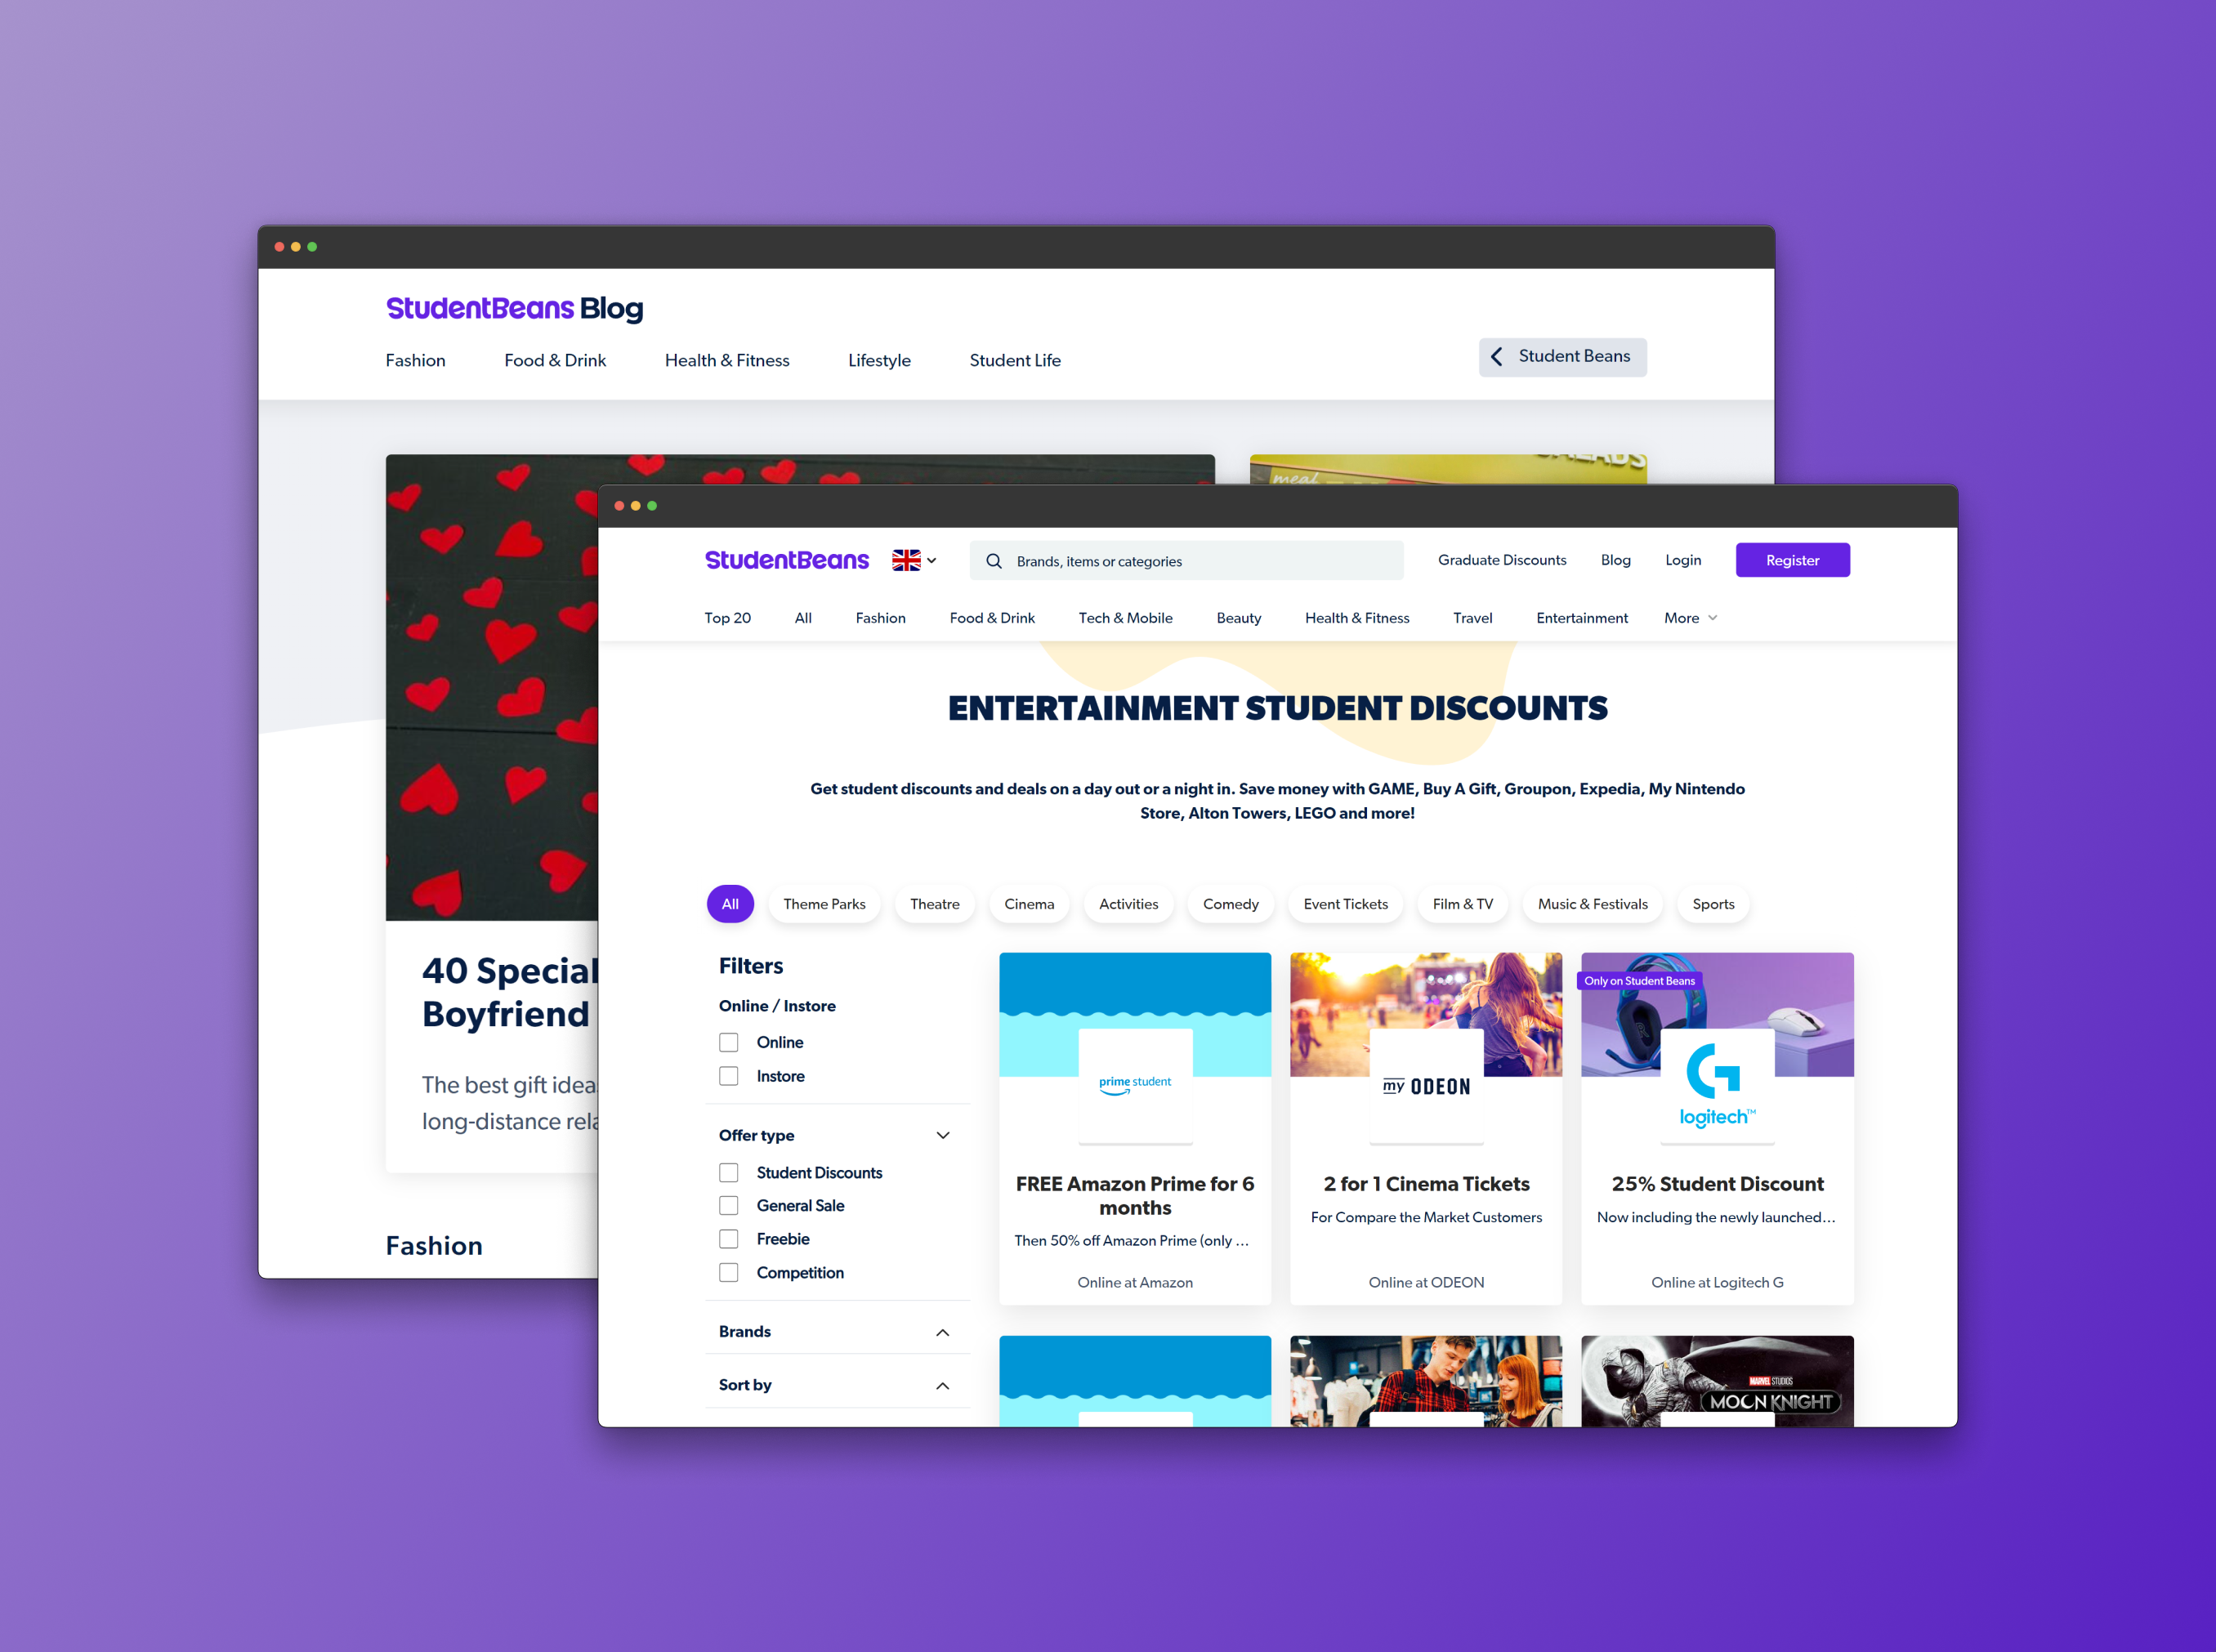 StudentBeans Blog
Fashion
Food & Drink
Health & Fitness
Lifestyle
Student Life
Student Beans
meal
40 Special
Boyfriend
The best gift idea
long-distance rel
Fashion
StudentBeans
Brands, items or categories
Graduate Discounts
Blog
Login
Register
Top 20
All
Fashion
Food & Drink
Tech & Mobile
Beauty
Health & Fitness
Travel
Entertainment
More
ENTERTAINMENT STUDENT DISCOUNTS
Get student discounts and deals on a day out or a night in. Save money with GAME, Buy A Gift, Groupon, Expedia, My Nintendo
Store, Alton Towers, LEGO and more!
All
Theme Parks
Theatre
Cinema
Activities
Comedy
Event Tickets
Film & TV
Music & Festivals
Sports
Filters
Online / Instore
Online
Instore
Offer type
Student Discounts
General Sale
Freebie
Competition
Brands
Sort by
prime student
FREE Amazon Prime for 6
months
Then 50% off Amazon Prime (only ...
Online at Amazon
my ODEON
2 for 1 Cinema Tickets
For Compare the Market Customers
Online at ODEON
Only on Student Beans
logitech™
25% Student Discount
Now including the newly launched...
Online at Logitech G
MARVEL STUDIOS
MOON KNIGHT